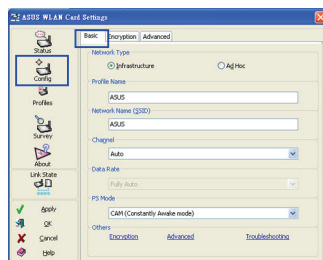 ASUS WLAN Card Settings
Status
Config
Profiles
Survey
About
Link State
Apply
OK
Cancel
Help
Basic Encryption Advanced
Network Type
Infrastructure Ad Hoc
Profile Name
ASUS
Network Name (SSID)
ASUS
Channel
Auto
Data Rate
Fully Auto
PS Mode
CAM (Constantly Awake mode)
Others
Encryption Advanced Troubleshooting